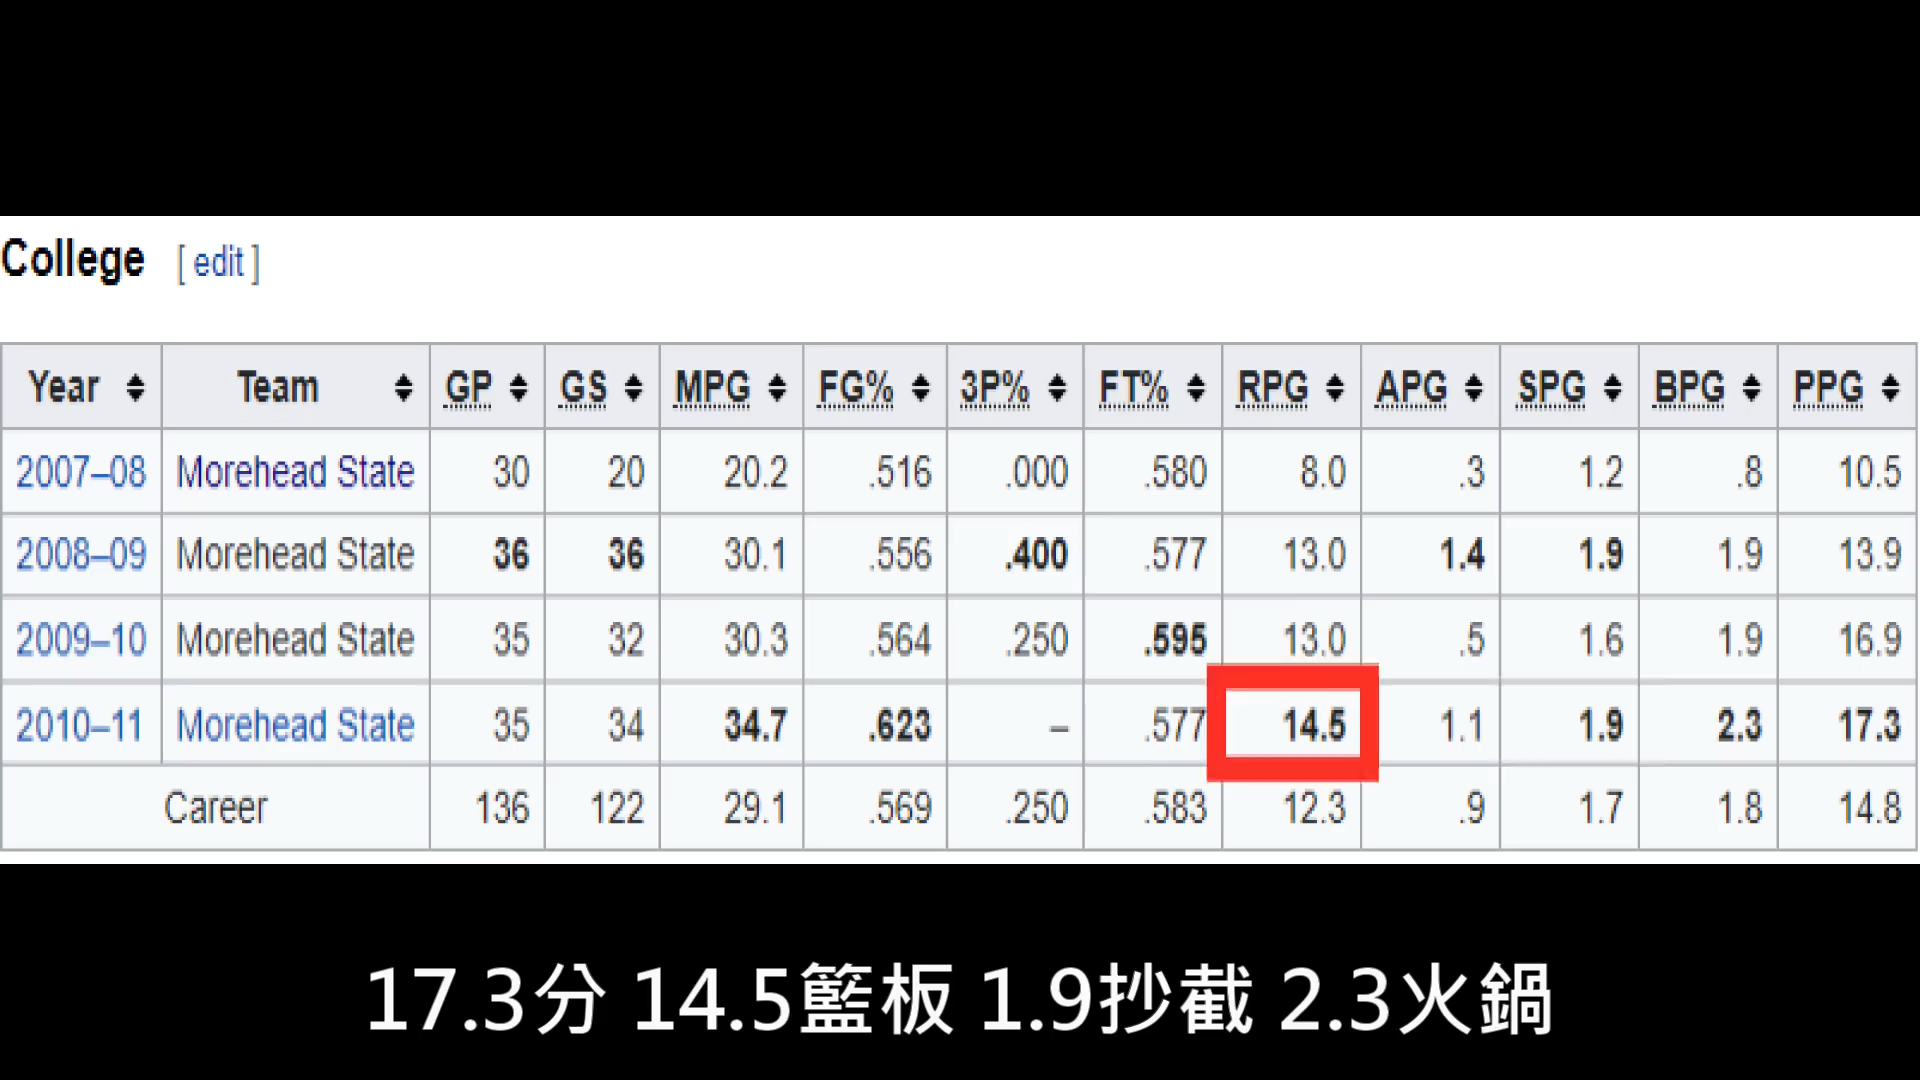 College [ edit ]
Year Team GP GS MPG FG% 3P% FT% RPG APG SPG BPG PPG
2007–08 Morehead State 30 20 20.2 .516 .000 .580 8.0 .3 1.2 .8 10.5
2008–09 Morehead State 36 36 30.1 .556 .400 .577 13.0 1.4 1.9 1.9 13.9
2009–10 Morehead State 35 32 30.3 .564 .250 .595 13.0 .5 1.6 1.9 16.9
2010–11 Morehead State 35 34 34.7 .623 – .577 14.5 1.1 1.9 2.3 17.3
Career 136 122 29.1 .569 .250 .583 12.3 .9 1.7 1.8 14.8
17.3分 14.5籃板 1.9抄截 2.3火鍋